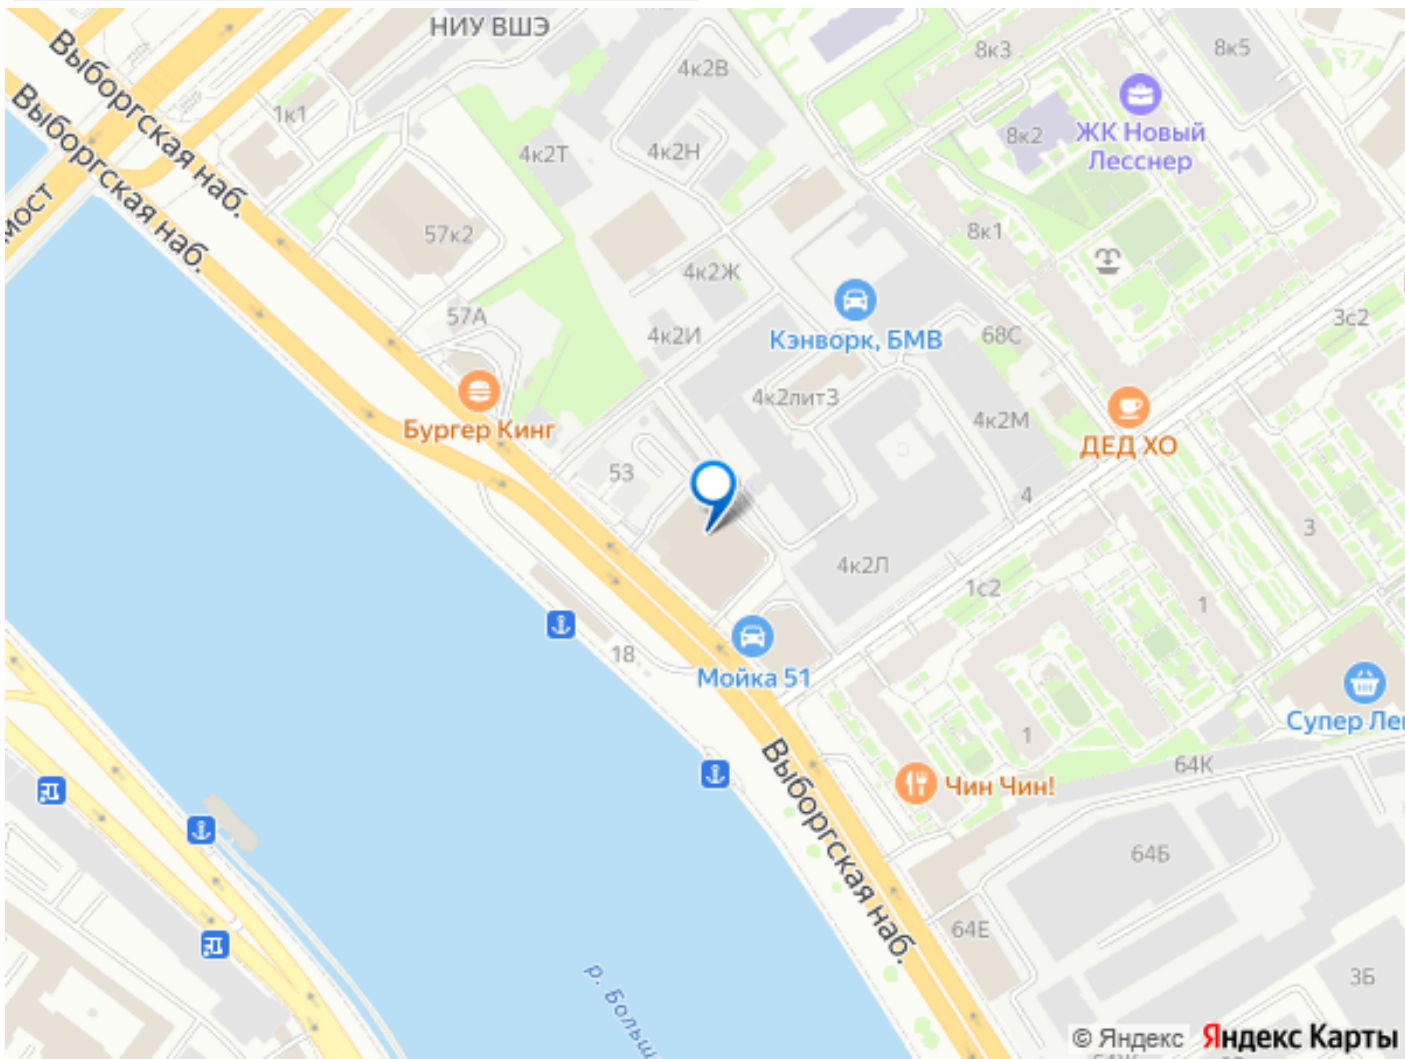 НИУ ВШЭ
Выборгская наб.
Выборгская наб.
мост
1к1
4к2В
4к2Т
4к2Н
8к3
8к5
8к2
ЖК Новый
Лесснер
57к2
8к1
4к2Ж
57А
4к2И
Кэнворк, БМВ
68С
3с2
Бургер Кинг
4к2лит3
4к2М
ДЕД ХО
53
4
3
4к2Л
1с2
1
18
Мойка 51
Супер Ле
1
64К
Чин Чин!
Выборгская наб.
64Б
64Е
3Б
р. Больш
© Яндекс Яндекс Карты